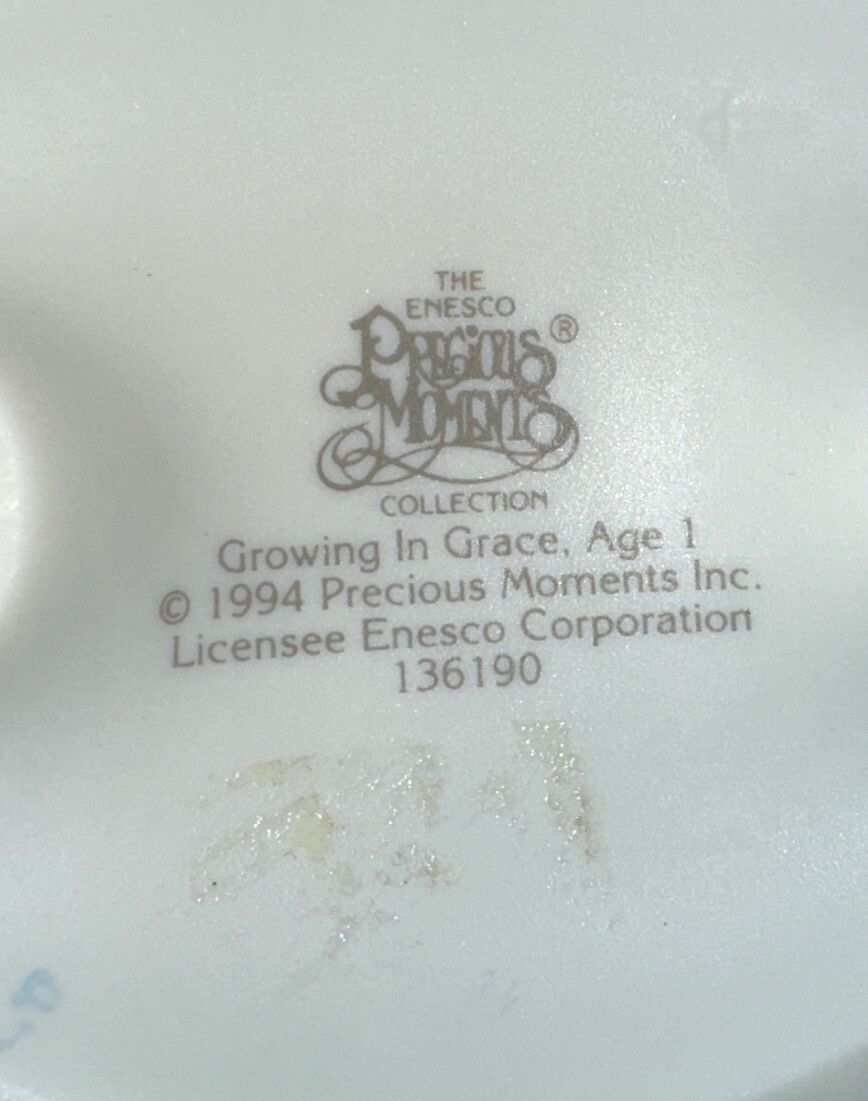 THE
ENESCO
PRECIOUS ®
MOMENTS
COLLECTION
Growing In Grace, Age 1
© 1994 Precious Moments Inc.
Licensee Enesco Corporation
136190